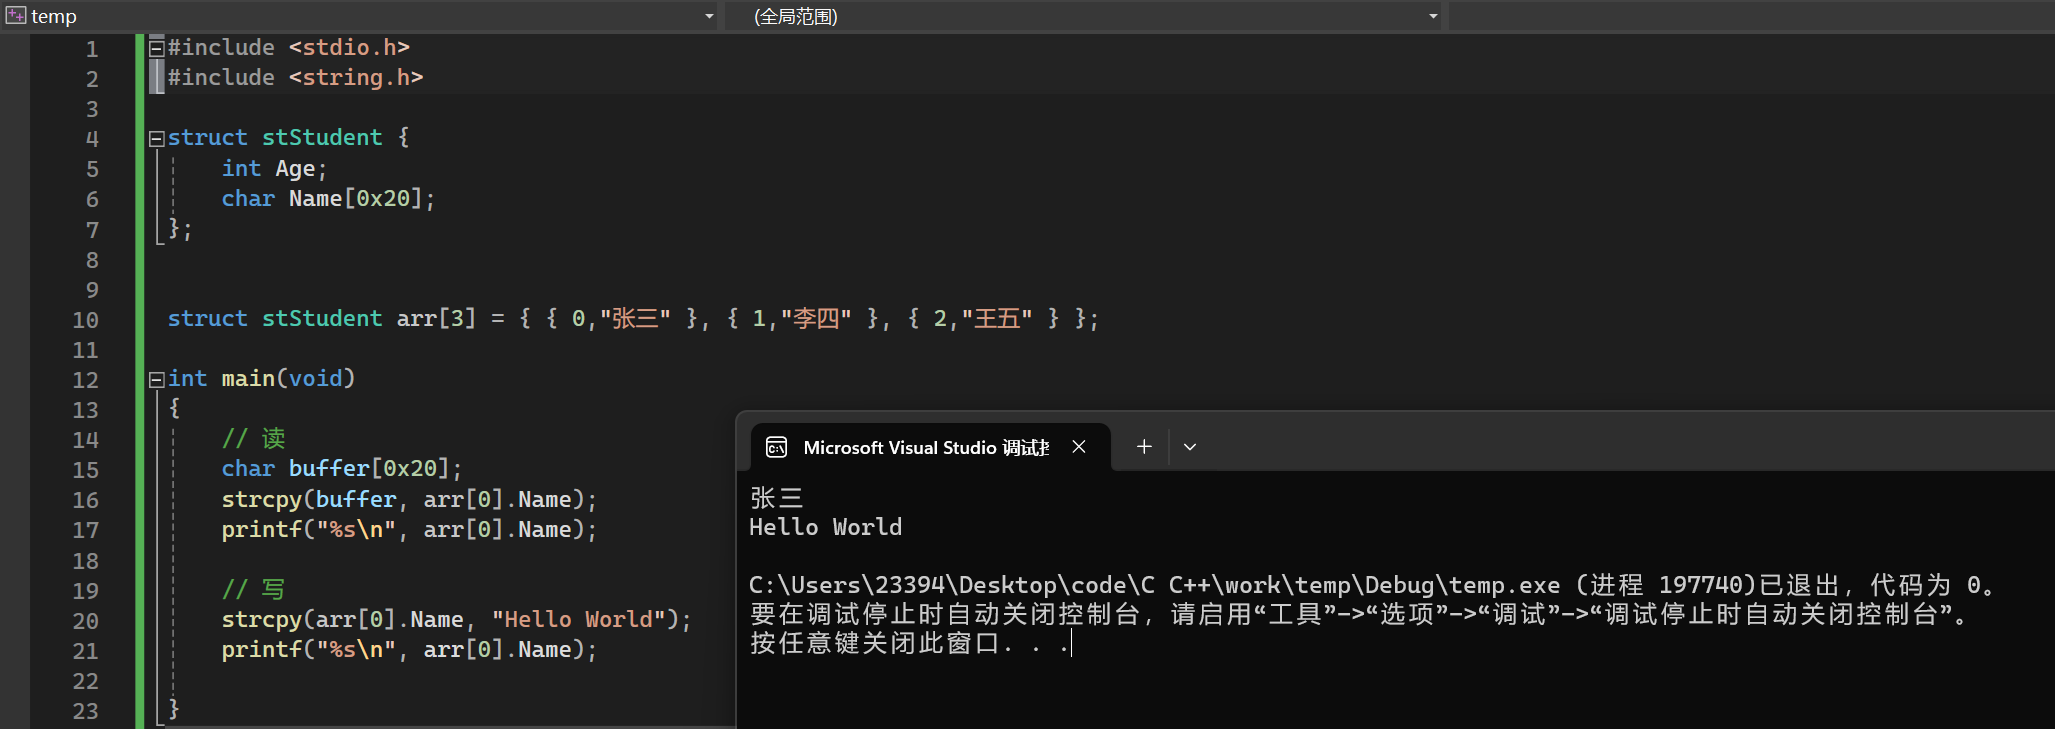 temp (全局范围)
1 #include <stdio.h>
2 #include <string.h>
3
4 struct stStudent {
5 int Age;
6 char Name[0x20];
7 };
8
9
10 struct stStudent arr[3] = { { 0,"张三" }, { 1,"李四" }, { 2,"王五" } };
11
12 int main(void)
13 {
14 // 读
15 char buffer[0x20];
16 strcpy(buffer, arr[0].Name);
17 printf("%s\n", arr[0].Name);
18
19 // 写
20 strcpy(arr[0].Name, "Hello World");
21 printf("%s\n", arr[0].Name);
22
23 }
Microsoft Visual Studio 调试
张三
Hello World
C:\Users\23394\Desktop\code\C C++\work\temp\Debug\temp.exe (进程 197740)已退出，代码为 0。
要在调试停止时自动关闭控制台，请启用“工具”->“选项”->“调试”->“调试停止时自动关闭控制台”。
按任意键关闭此窗口. . .